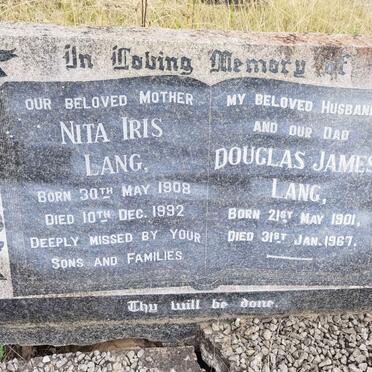 In Loving Memory of
OUR BELOVED MOTHER
NITA IRIS
LANG,
BORN 30TH MAY 1908
DIED 10TH DEC. 1992
DEEPLY MISSED BY YOUR
SONS AND FAMILIES
MY BELOVED HUSBAND
AND OUR DAD
DOUGLAS JAMES
LANG,
BORN 21ST MAY 1901,
DIED 31ST JAN. 1967.
Thy will be done.